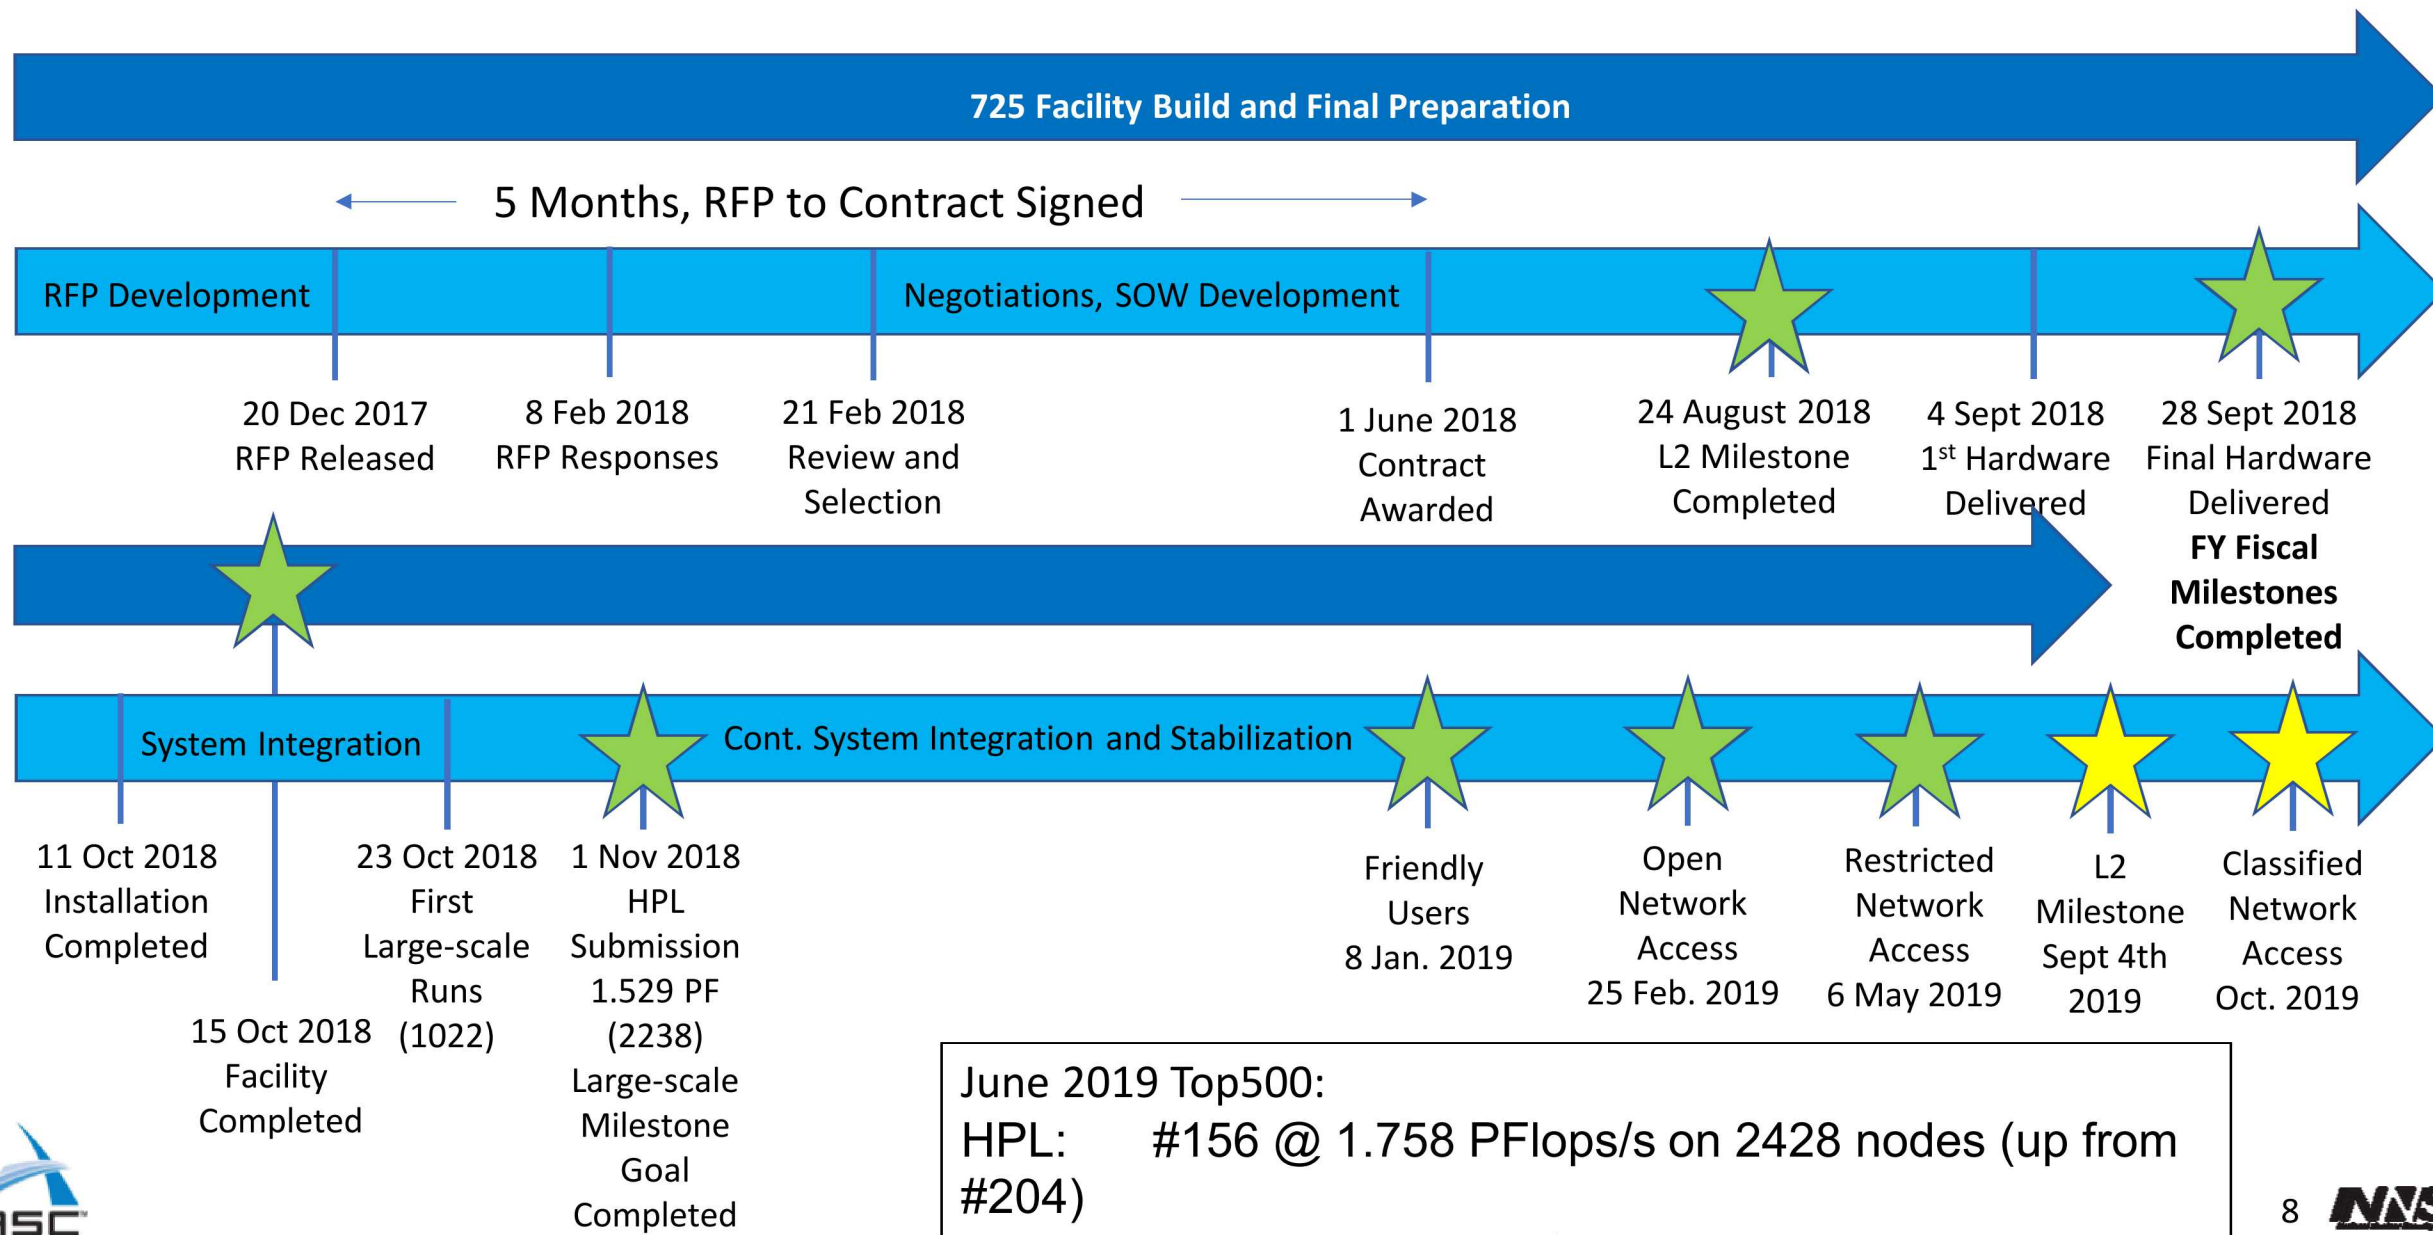 725 Facility Build and Final Preparation
5 Months, RFP to Contract Signed
RFP Development
Negotiations, SOW Development
20 Dec 2017
RFP Released
8 Feb 2018
RFP Responses
21 Feb 2018
Review and
Selection
1 June 2018
Contract
Awarded
24 August 2018
L2 Milestone
Completed
4 Sept 2018
1st Hardware
Delivered
28 Sept 2018
Final Hardware
Delivered
FY Fiscal
Milestones
Completed
System Integration
Cont. System Integration and Stabilization
11 Oct 2018
Installation
Completed
15 Oct 2018
Facility
Completed
23 Oct 2018
First
Large-scale
Runs
(1022)
1 Nov 2018
HPL
Submission
1.529 PF
(2238)
Large-scale
Milestone
Goal
Completed
Friendly
Users
8 Jan. 2019
Open
Network
Access
25 Feb. 2019
Restricted
Network
Access
6 May 2019
L2
Milestone
Sept 4th
2019
Classified
Network
Access
Oct. 2019
June 2019 Top500:
HPL: #156 @ 1.758 PFlops/s on 2428 nodes (up from
#204)
8